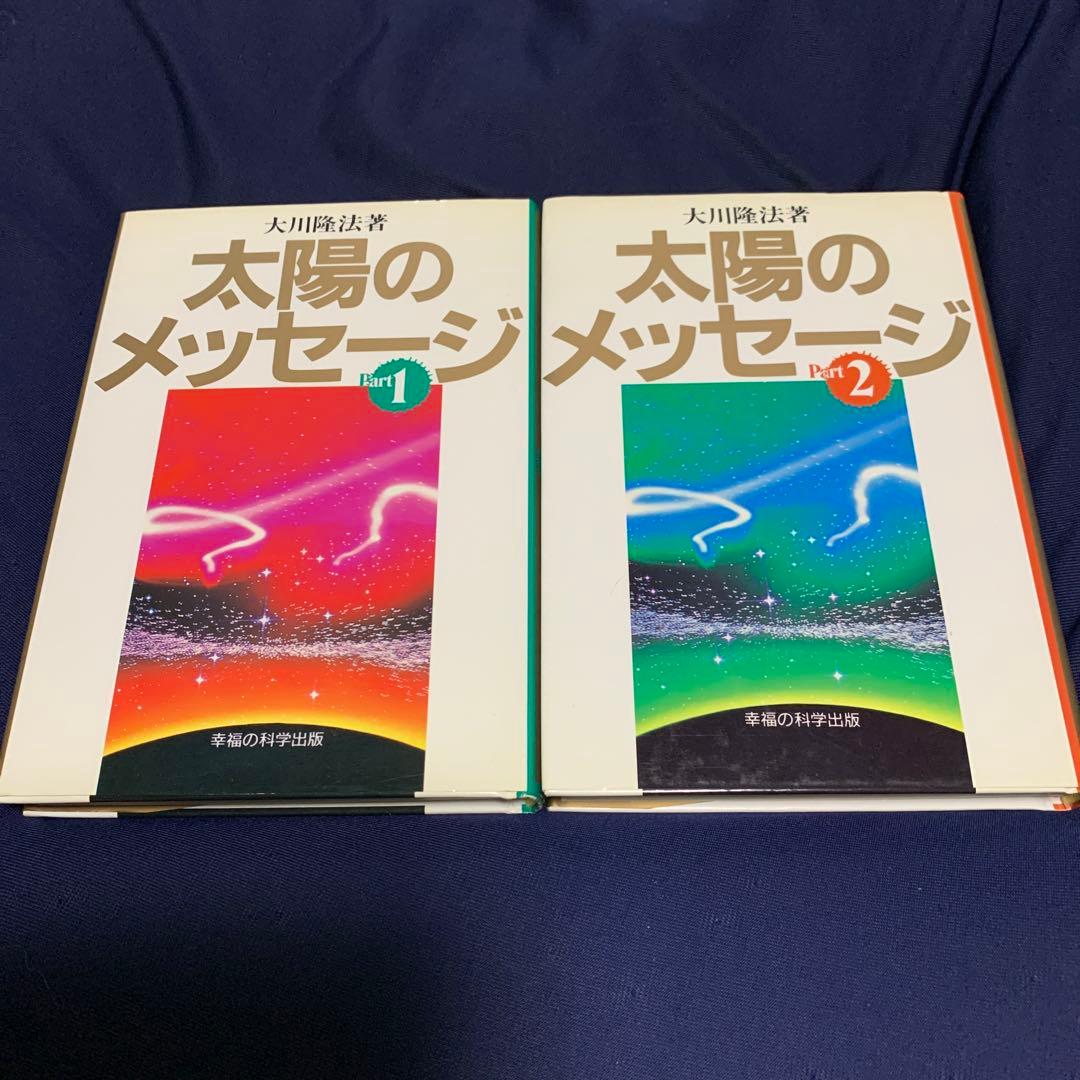 大川隆法著
太陽の
メッセージ
Part 1
幸福の科学出版
大川隆法著
太陽の
メッセージ
Part 2
幸福の科学出版